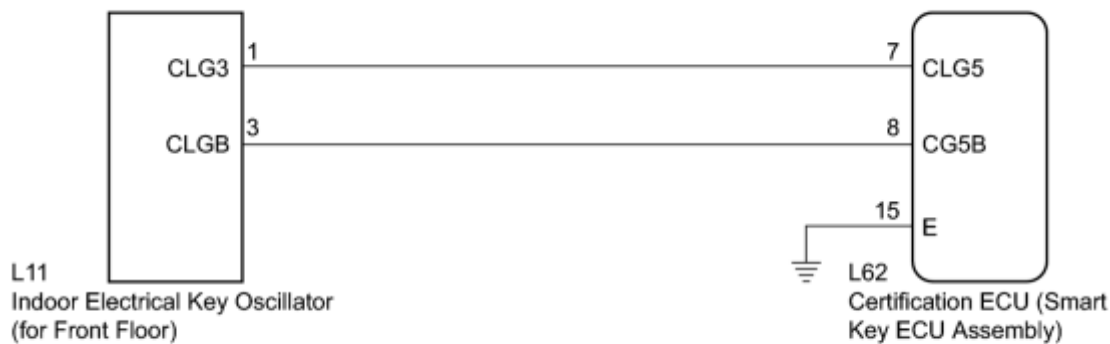 CLG3 1 7 CLG5
CLGB 3 8 CG5B
15 E
L11
Indoor Electrical Key Oscillator
(for Front Floor)
L62
Certification ECU (Smart
Key ECU Assembly)